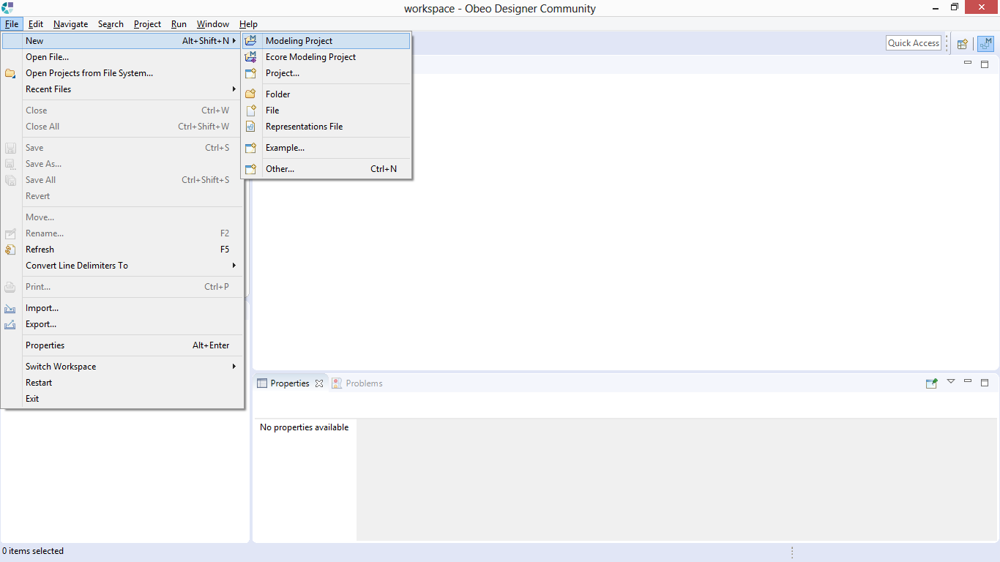 workspace - Obeo Designer Community
File Edit Navigate Search Project Run Window Help
New Alt+Shift+N
Open File...
Open Projects from File System...
Recent Files
Close Ctrl+W
Close All Ctrl+Shift+W
Save Ctrl+S
Save As...
Save All Ctrl+Shift+S
Revert
Move...
Rename... F2
Refresh F5
Convert Line Delimiters To
Print... Ctrl+P
Import...
Export...
Properties Alt+Enter
Switch Workspace
Restart
Exit
Modeling Project
Ecore Modeling Project
Project...
Folder
File
Representations File
Example...
Other... Ctrl+N
Quick Access
Properties Problems
No properties available
0 items selected